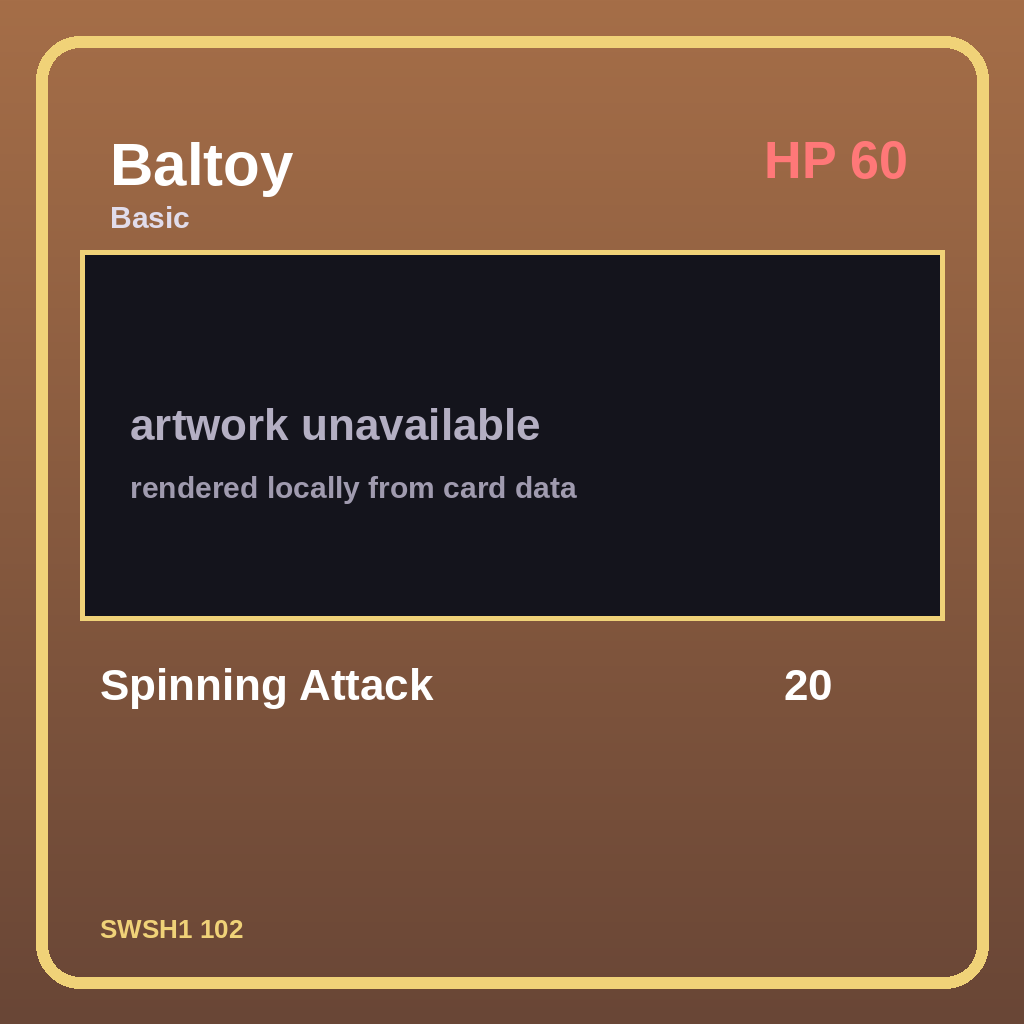 Baltoy
HP 60
Basic
artwork unavailable
rendered locally from card data
Spinning Attack 20
SWSH1 102